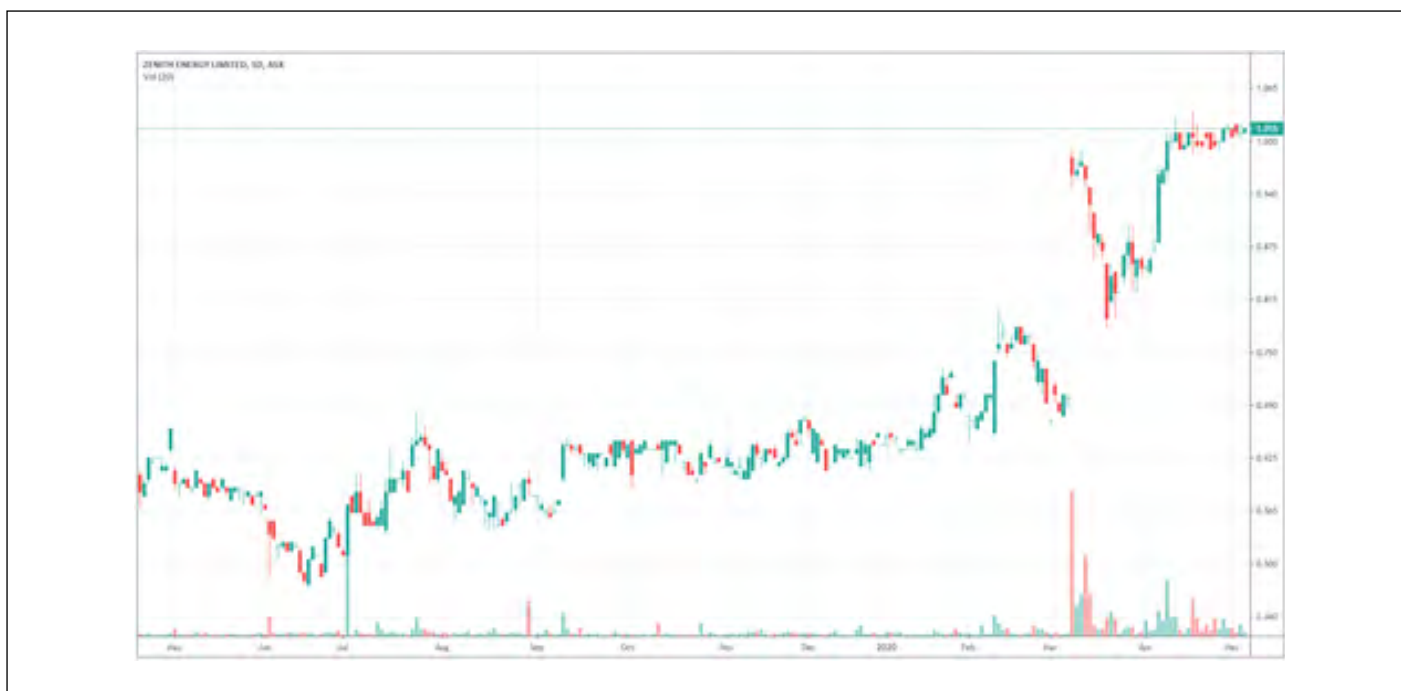 ZENITH ENERGY LIMITED, 1D, ASX
Vol (20)
1.065
1.000
0.940
0.875
0.815
0.750
0.690
0.625
0.565
0.500
0.440
Jun
Jul
Aug
Sep
Oct
Nov
Dec
2020
Feb
Mar
Apr
May